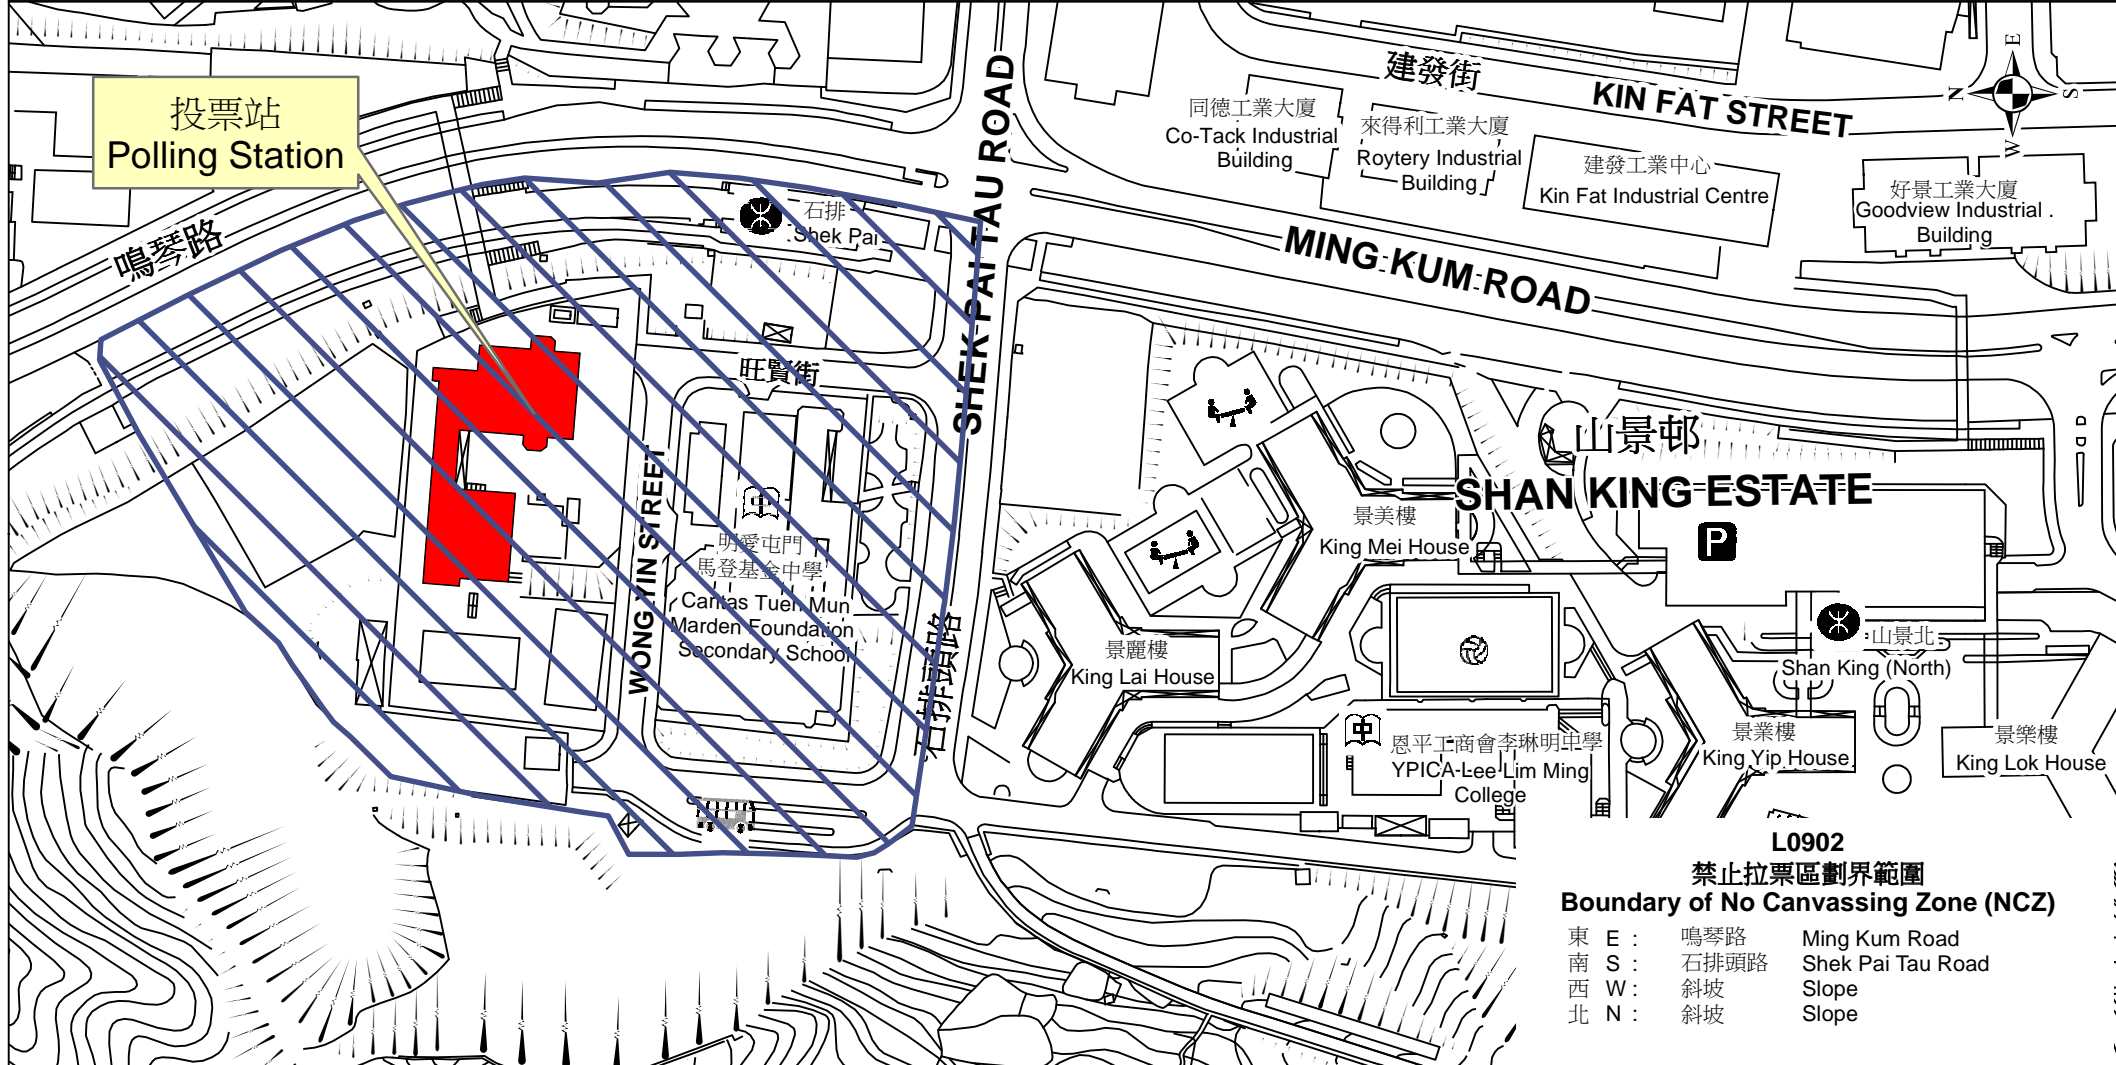 投票站
Polling Station
鳴琴路
石排
Shek Pai
SHEK PAI TAU ROAD
建發街
KIN FAT STREET
同德工業大廈
Co-Tack Industrial
Building
來得利工業大廈
Roytery Industrial
Building
建發工業中心
Kin Fat Industrial Centre
好景工業大廈
Goodview Industrial
Building
N
E
S
W
MING KUM ROAD
旺賢街
WONG YIN STREET
明愛屯門
馬登基金中學
Caritas Tuen Mun
Marden Foundation
Secondary School
石排頭路
山景邨
SHAN KING ESTATE
P
景美樓
King Mei House
景麗樓
King Lai House
山景北
Shan King (North)
中
恩平工商會李琳明中學
YPICA Lee Lim Ming
College
景業樓
King Yip House
景樂樓
King Lok House
L0902
禁止拉票區劃界範圍
Boundary of No Canvassing Zone (NCZ)
東 E : 鳴琴路 Ming Kum Road
南 S : 石排頭路 Shek Pai Tau Road
西 W : 斜坡 Slope
北 N : 斜坡 Slope